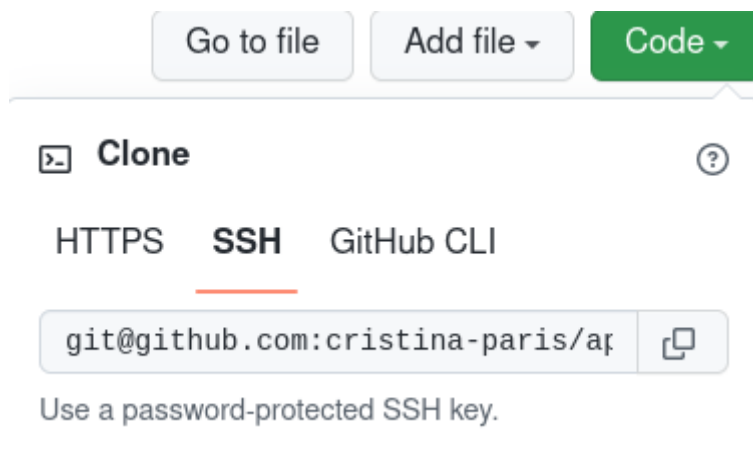 Go to file Add file Code
Clone
HTTPS SSH GitHub CLI
git@github.com:cristina-paris/ap
Use a password-protected SSH key.